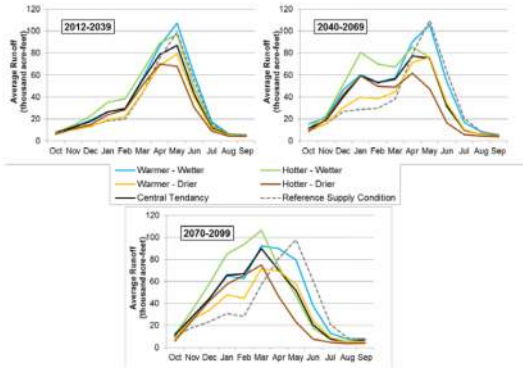 2012-2039
Average Runoff
(thousand acre-feet)
120
100
80
60
40
20
0
Oct Nov Dec Jan Feb Mar Apr May Jun Jul Aug Sep
2040-2069
Average Runoff
(thousand acre-feet)
120
100
80
60
40
20
0
Oct Nov Dec Jan Feb Mar Apr May Jun Jul Aug Sep
Warmer - Wetter
Hotter - Wetter
Warmer - Drier
Hotter - Drier
Central Tendancy
Reference Supply Condition
2070-2099
Average Runoff
(thousand acre-feet)
120
100
80
60
40
20
0
Oct Nov Dec Jan Feb Mar Apr May Jun Jul Aug Sep